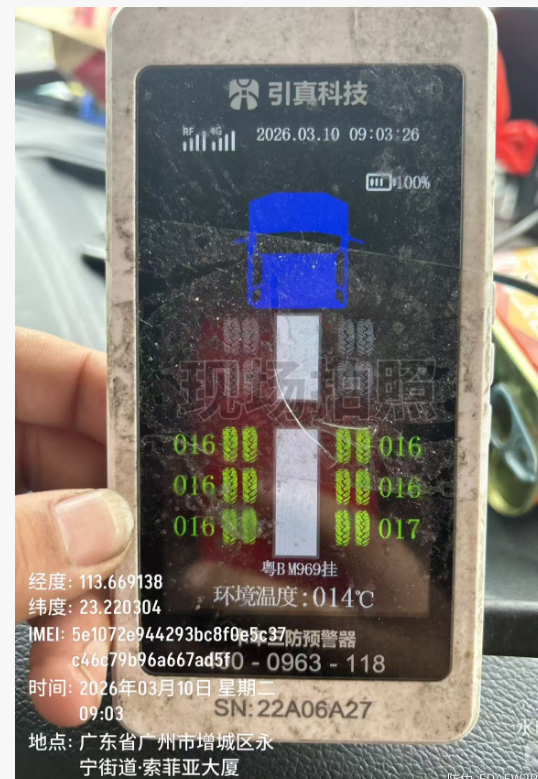 引真科技
RF 4G
2026.03.10 09:03:26
100%
现场拍照
016 016
016 016
016 017
粤BM969挂
环境温度:014℃
经度: 113.669138
纬度: 23.220304
IMEI: 5e1072e944293bc8f0e5c37
c46c79b96a667ad5f
防预警器
0-0963-118
时间: 2026年03月10日 星期二
09:03
SN:22A06A27
地点: 广东省广州市增城区永
宁街道·索菲亚大厦